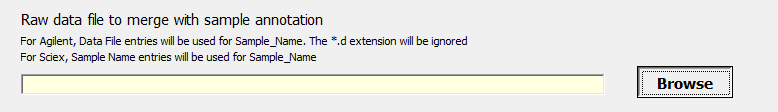 Raw data file to merge with sample annotation
For Agilent, Data File entries will be used for Sample_Name. The *.d extension will be ignored
For Sciex, Sample Name entries will be used for Sample_Name
Browse